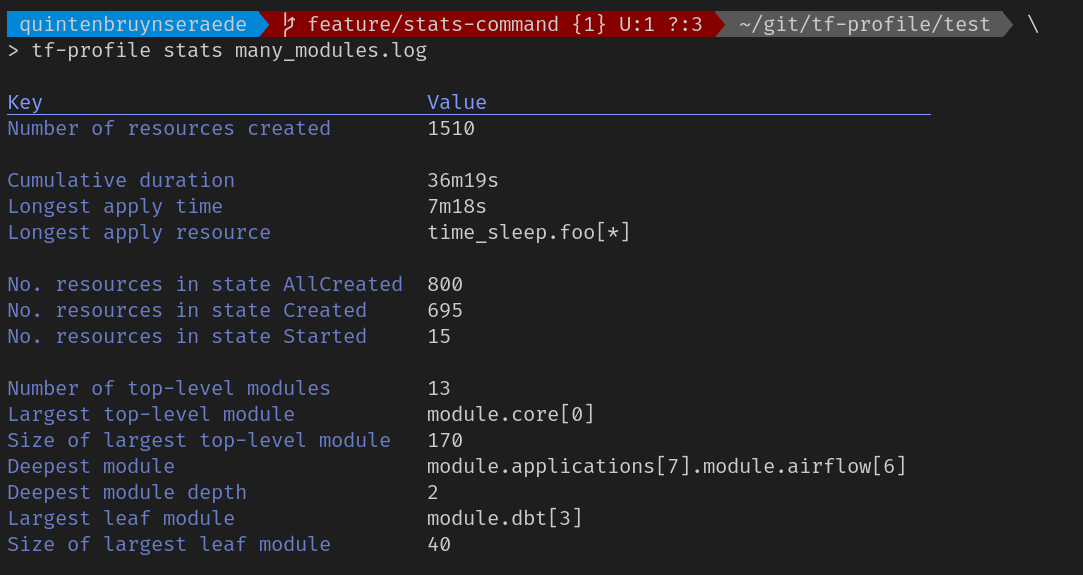 quintenbruynseraede feature/stats-command {1} U:1 ?:3 ~/git/tf-profile/test \
> tf-profile stats many_modules.log
Key Value
Number of resources created 1510
Cumulative duration 36m19s
Longest apply time 7m18s
Longest apply resource time_sleep.foo[*]
No. resources in state AllCreated 800
No. resources in state Created 695
No. resources in state Started 15
Number of top-level modules 13
Largest top-level module module.core[0]
Size of largest top-level module 170
Deepest module module.applications[7].module.airflow[6]
Deepest module depth 2
Largest leaf module module.dbt[3]
Size of largest leaf module 40